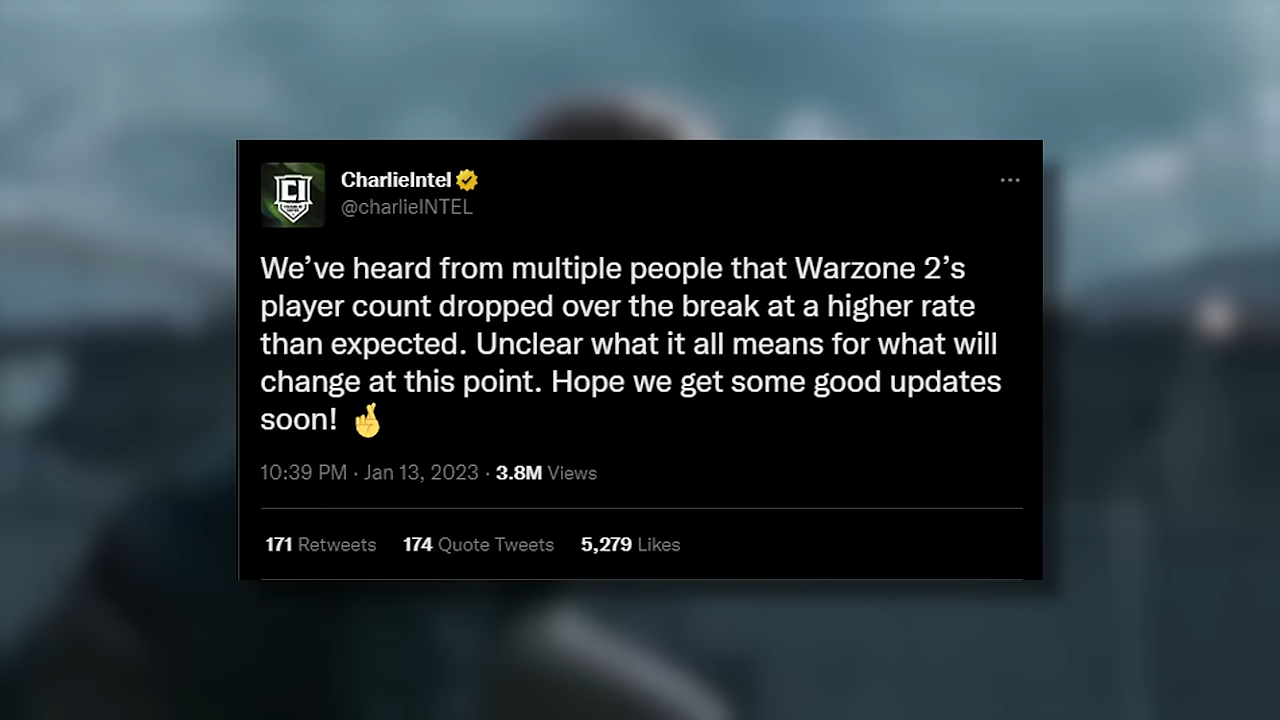 CI
CharlieIntel
@charlieINTEL
We’ve heard from multiple people that Warzone 2’s
player count dropped over the break at a higher rate
than expected. Unclear what it all means for what will
change at this point. Hope we get some good updates
soon! 🤞
10:39 PM · Jan 13, 2023 · 3.8M Views
171 Retweets 174 Quote Tweets 5,279 Likes